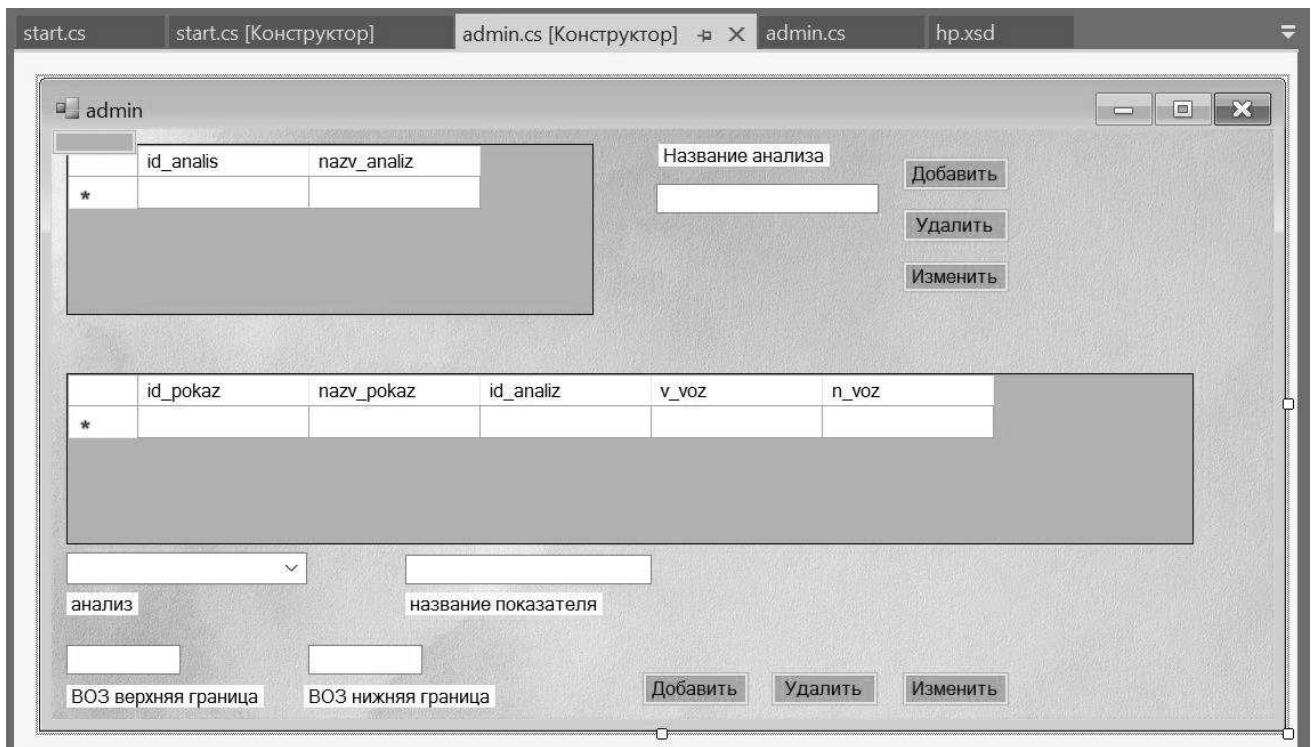 start.cs start.cs [Конструктор] admin.cs [Конструктор] admin.cs hp.xsd
admin
id_analis nazv_analiz
*
Название анализа
Добавить
Удалить
Изменить
id_pokaz nazv_pokaz id_analiz v_voz n_voz
*
анализ название показателя
ВОЗ верхняя граница ВОЗ нижняя граница Добавить Удалить Изменить